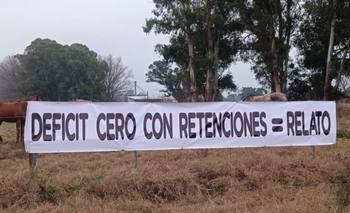 DEFICIT CERO CON RETENCIONES = RELATO